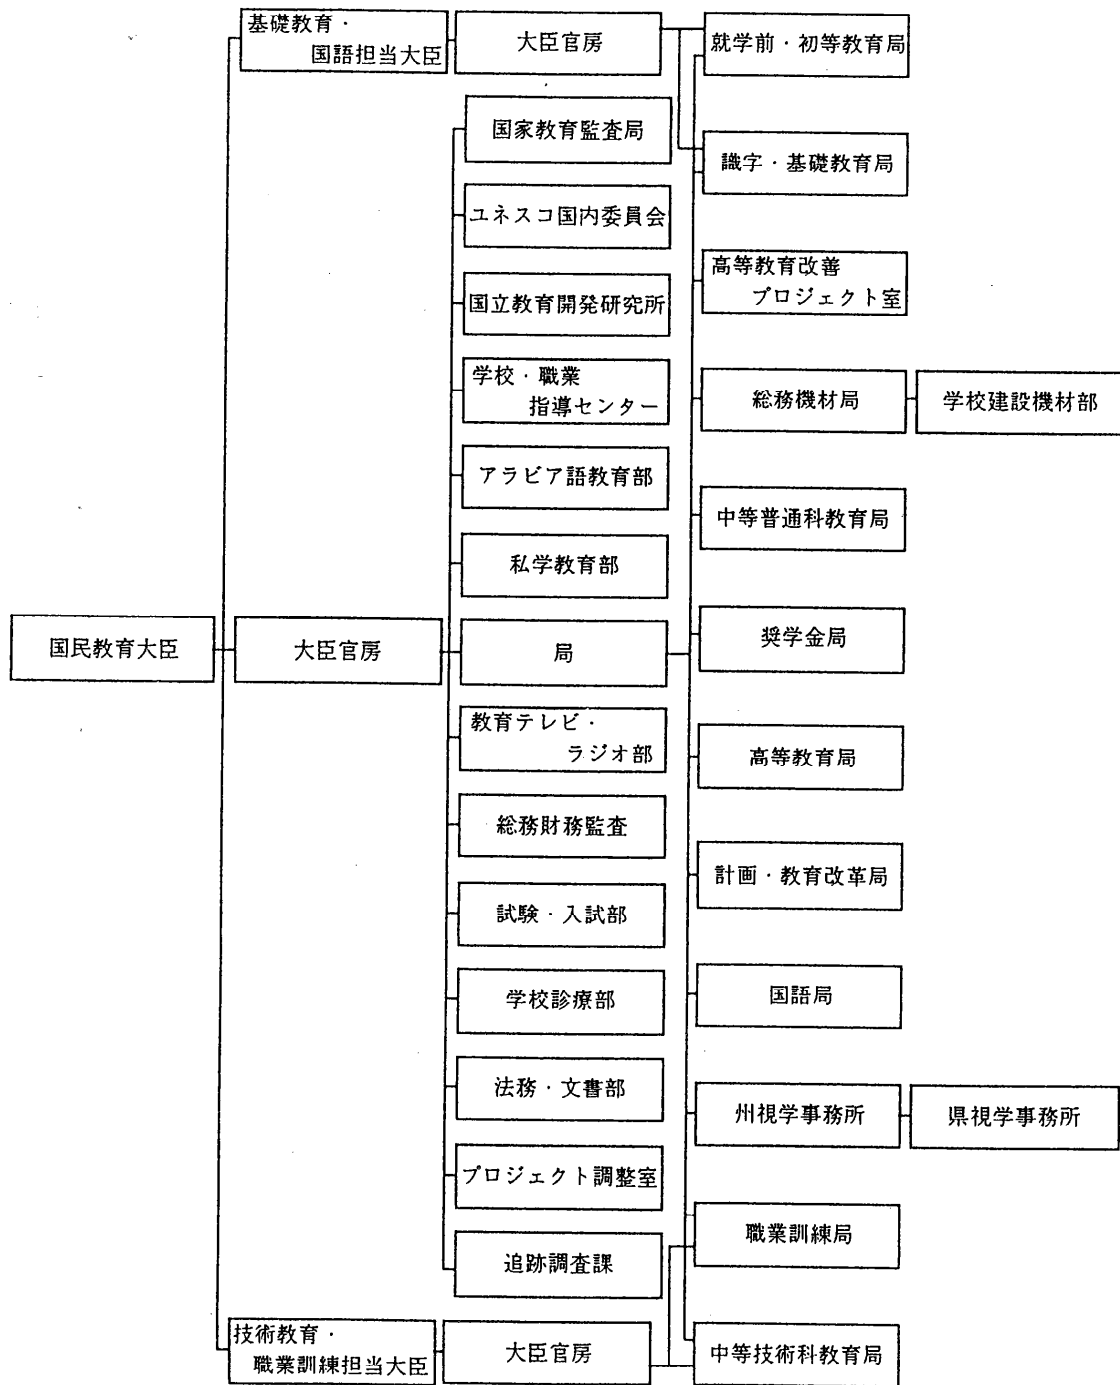 基礎教育・
国語担当大臣
大臣官房
就学前・初等教育局
国家教育監査局
識字・基礎教育局
ユネスコ国内委員会
高等教育改善
プロジェクト室
国立教育開発研究所
学校・職業
指導センター
総務機材局
学校建設機材部
アラビア語教育部
中等普通科教育局
私学教育部
国民教育大臣
大臣官房
局
奨学金局
教育テレビ・
ラジオ部
高等教育局
総務財務監査
計画・教育改革局
試験・入試部
学校診療部
国語局
法務・文書部
州視学事務所
県視学事務所
プロジェクト調整室
職業訓練局
追跡調査課
技術教育・
職業訓練担当大臣
大臣官房
中等技術科教育局